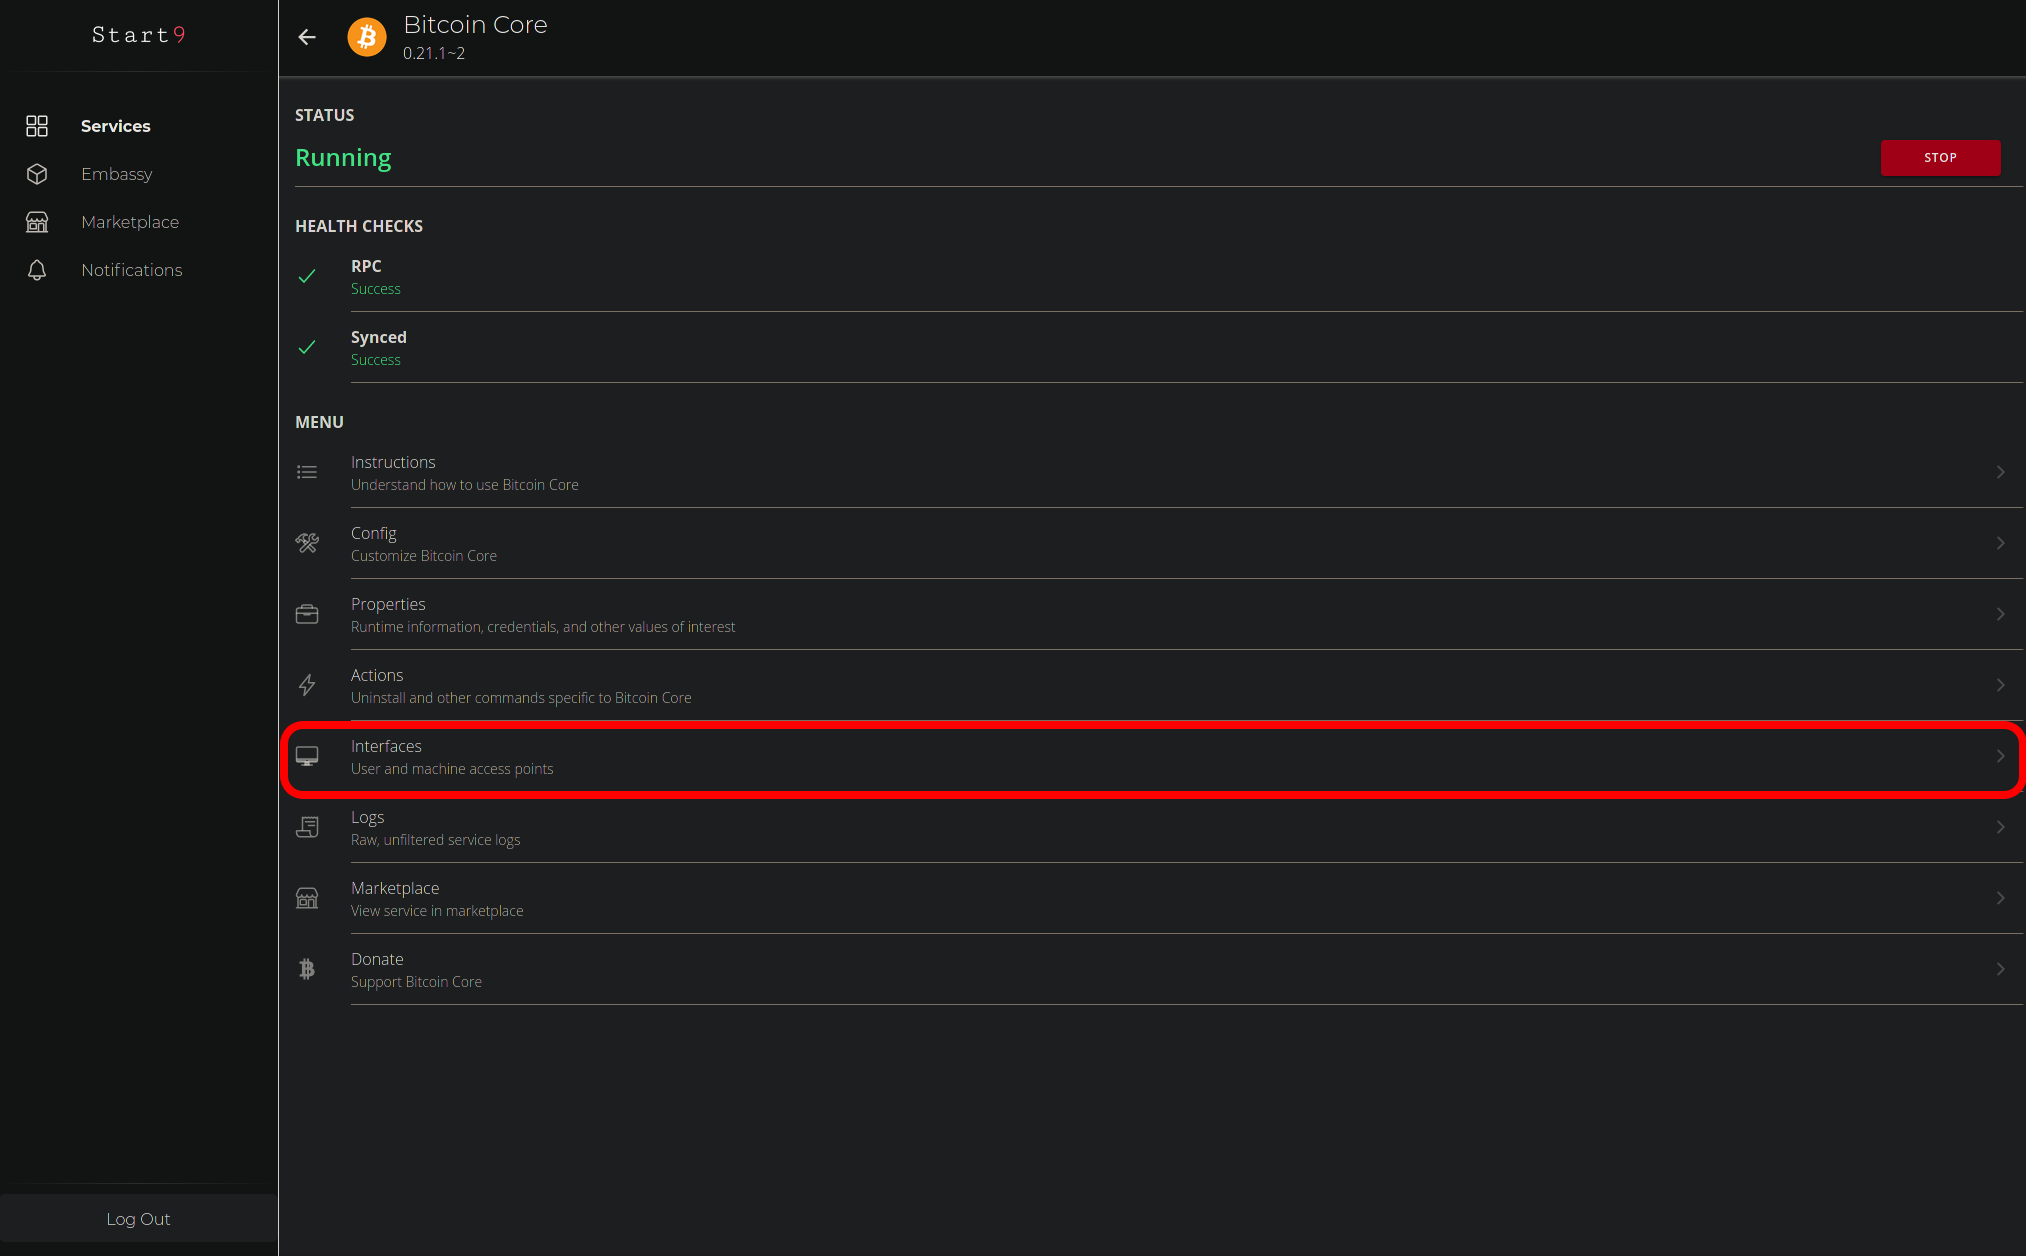 Start9
Services
Embassy
Marketplace
Notifications
Log Out
Bitcoin Core
0.21.1~2
STATUS
Running
STOP
HEALTH CHECKS
RPC
Success
Synced
Success
MENU
Instructions
Understand how to use Bitcoin Core
Config
Customize Bitcoin Core
Properties
Runtime information, credentials, and other values of interest
Actions
Uninstall and other commands specific to Bitcoin Core
Interfaces
User and machine access points
Logs
Raw, unfiltered service logs
Marketplace
View service in marketplace
Donate
Support Bitcoin Core